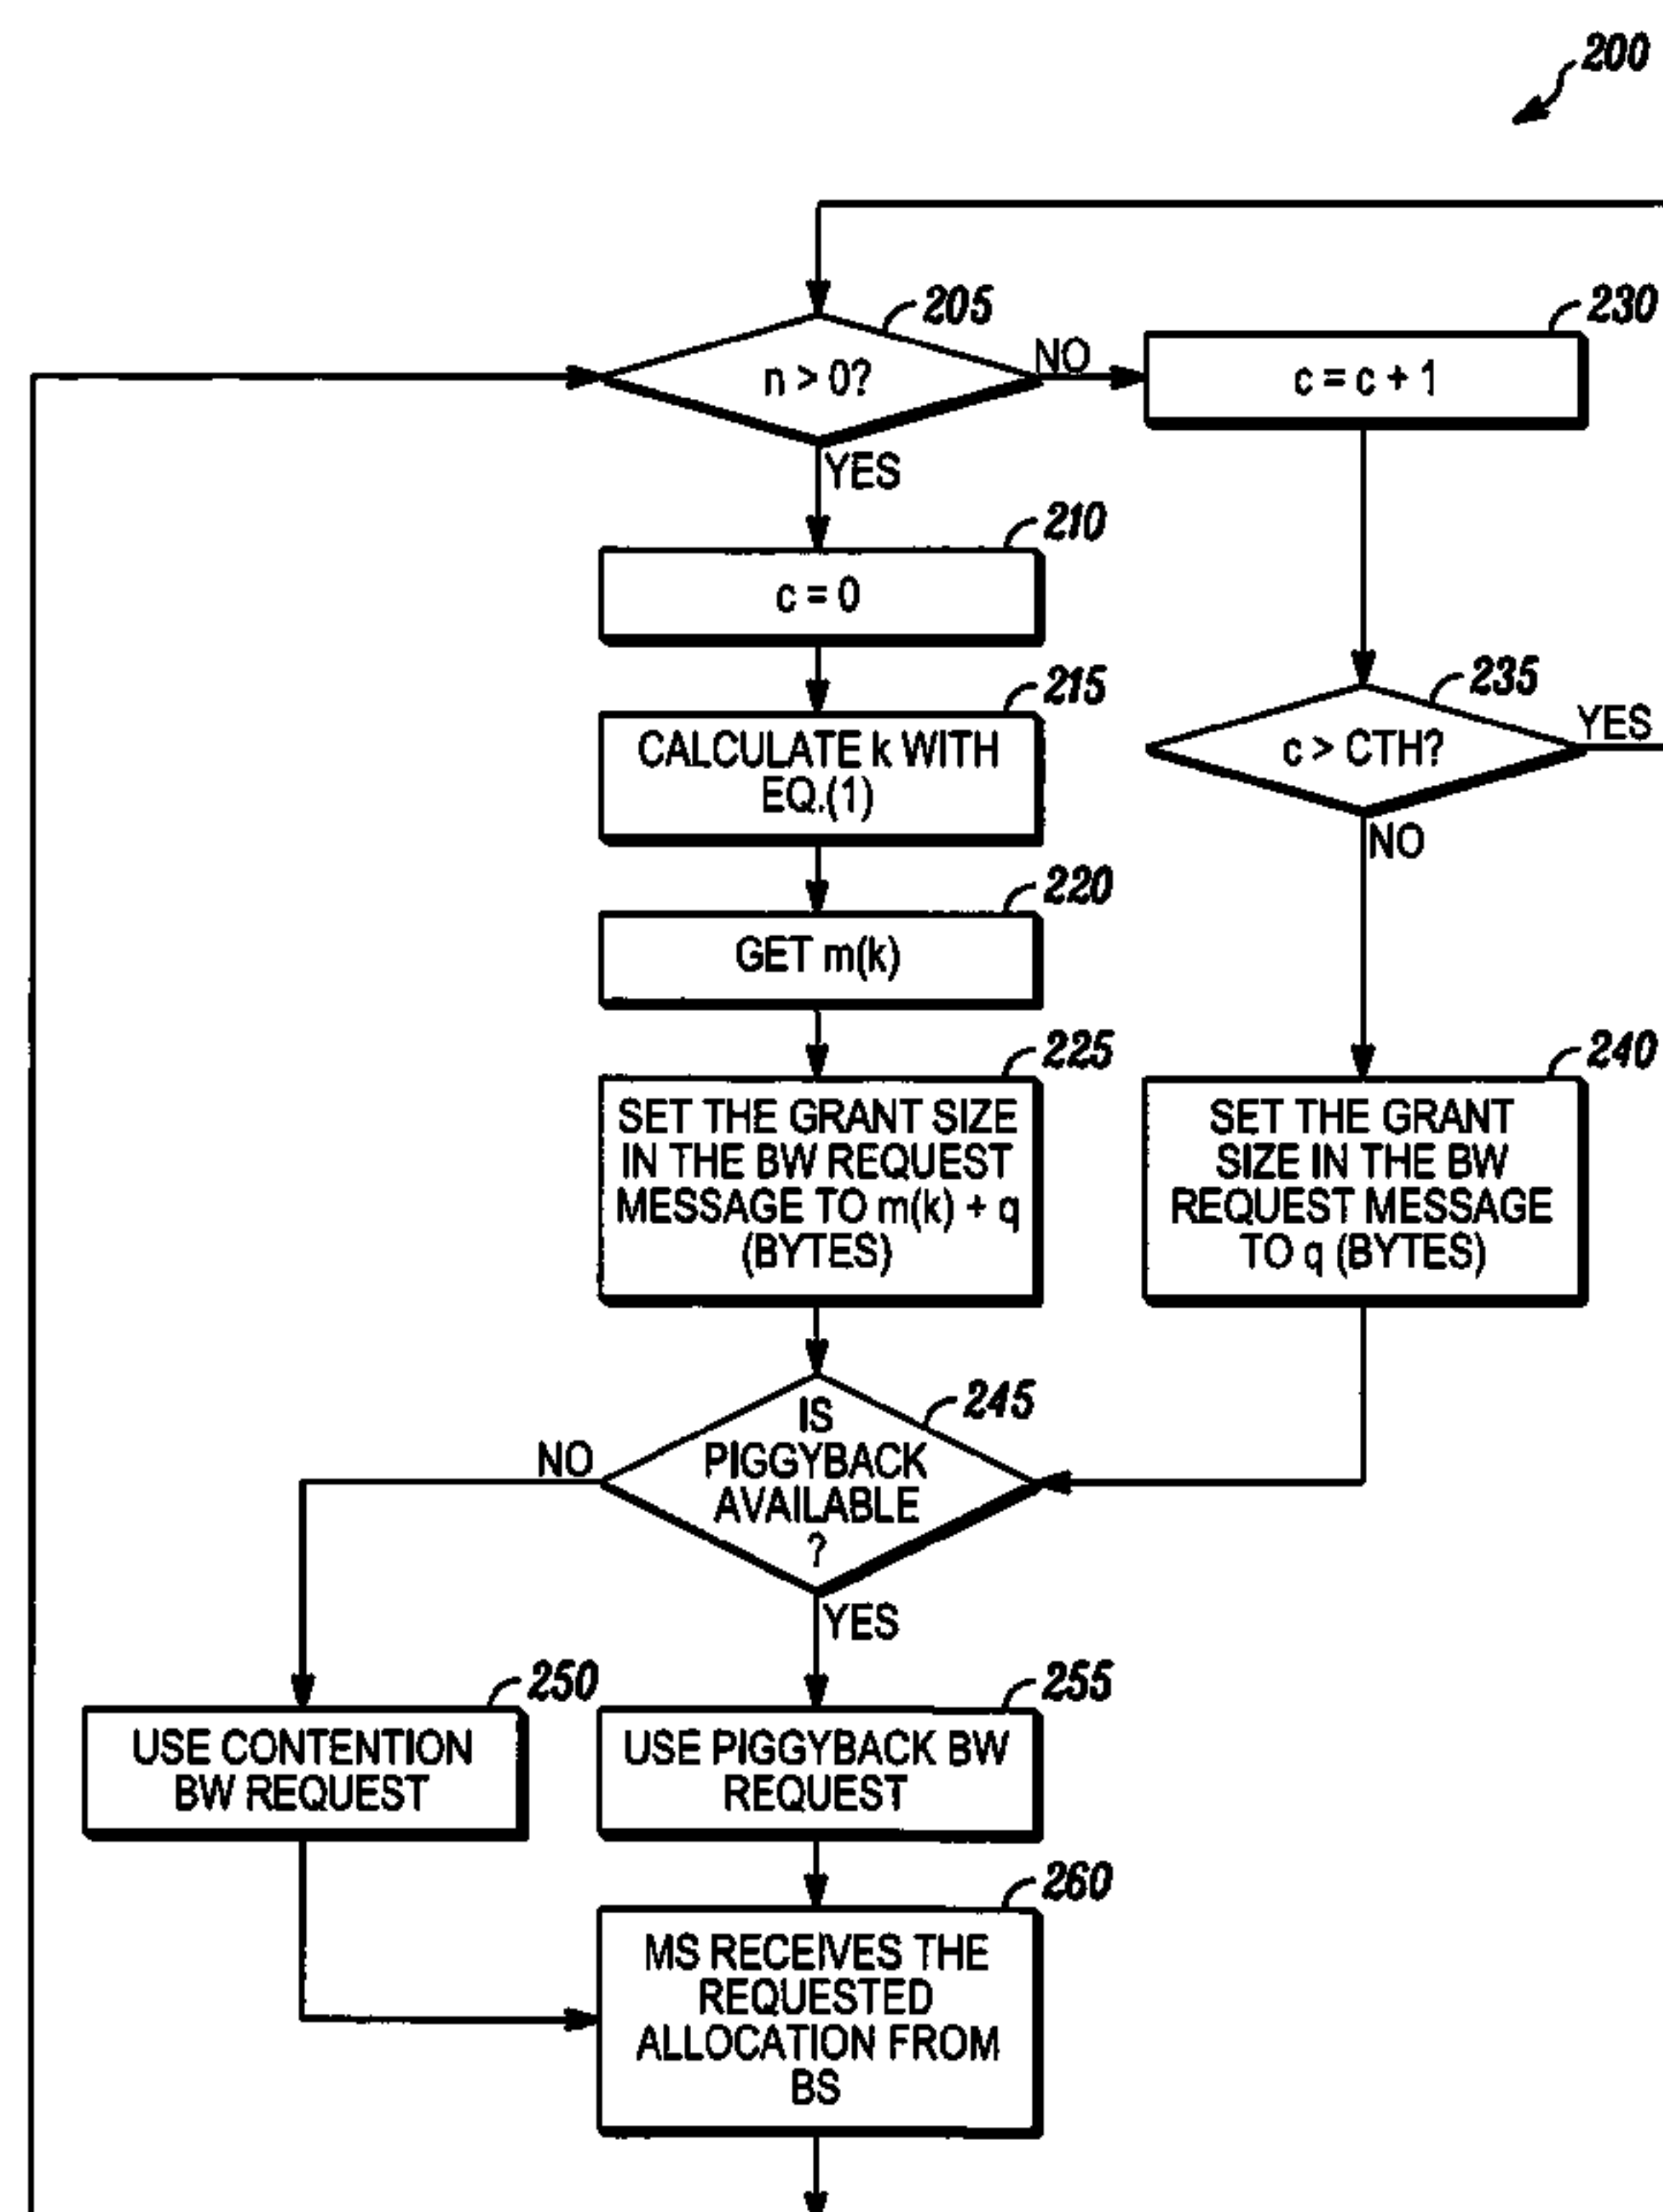 200
205
n > 0?
NO
YES
230
c = c + 1
210
c = 0
215
CALCULATE k WITH
EQ.(1)
235
c > CTH?
YES
NO
220
GET m(k)
225
SET THE GRANT SIZE
IN THE BW REQUEST
MESSAGE TO m(k) + q
(BYTES)
240
SET THE GRANT
SIZE IN THE BW
REQUEST MESSAGE
TO q (BYTES)
245
IS
PIGGYBACK
AVAILABLE
?
NO
YES
250
USE CONTENTION
BW REQUEST
255
USE PIGGYBACK BW
REQUEST
260
MS RECEIVES THE
REQUESTED
ALLOCATION FROM
BS